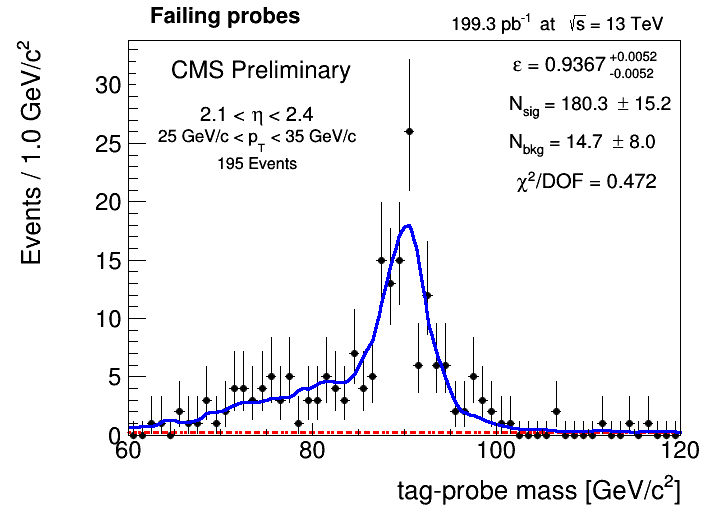 Failing probes
199.3 pb⁻¹ at √s = 13 TeV
CMS Preliminary
2.1 < η < 2.4
25 GeV/c < p_T < 35 GeV/c
195 Events
ε = 0.9367 +0.0052 -0.0052
N_sig = 180.3 ± 15.2
N_bkg = 14.7 ± 8.0
χ²/DOF = 0.472
Events / 1.0 GeV/c²
30
25
20
15
10
5
0
60 80 100 120
tag-probe mass [GeV/c²]